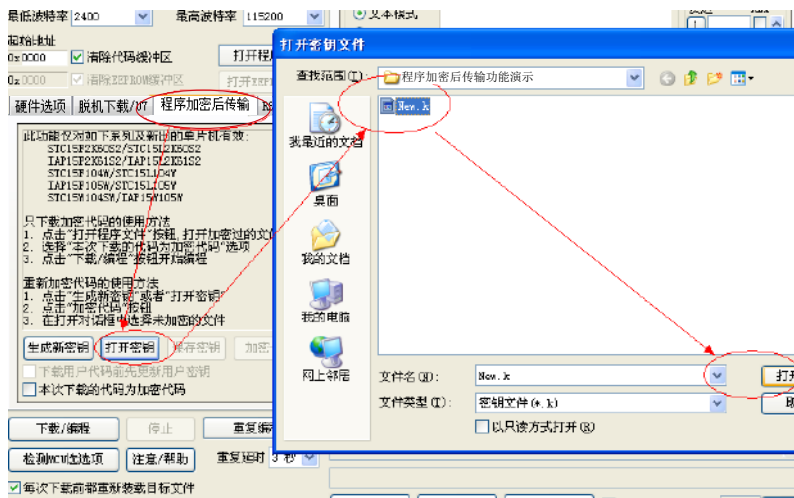 最低波特率 2400 最高波特率 115200 文本模式
起始地址
0x0000 清除代码缓冲区 打开程
0x0000 清除EEPROM缓冲区 打开EEP
硬件选项 脱机下载/U7 程序加密后传输
此功能仅对如下系列及新出的单片机有效:
STC15F2K60S2/STC15L2K60S2
IAP15F2K61S2/IAP15L2K61S2
STC15F104W/STC15L104W
IAP15F105W/STC15L105W
STC15W104SW/IAP15W105W
只下载加密代码的使用方法
1. 点击"打开程序文件"按钮,打开加密过的文
2. 选择"本次下载的代码为加密代码"选项
3. 点击"下载/编程"按钮开始编程
重新加密代码的使用方法
1. 点击"生成新密钥"或者"打开密钥"
2. 点击"加密代码"按钮
3. 在打开对话框中选择未加密的文件
生成新密钥 打开密钥 保存密钥 加密
下载用户代码前先更新用户密钥
本次下载的代码为加密代码
下载/编程 停止 重复编
检测MCU选项 注意/帮助 重复延时 3 秒
每次下载前都重新装载目标文件
打开密钥文件
查找范围(I): 程序加密后传输功能演示
New.k
我最近的文档
桌面
我的文档
我的电脑
网上邻居
文件名(N): New.k 打开
文件类型(T): 密钥文件(*.k) 取
以只读方式打开(R)